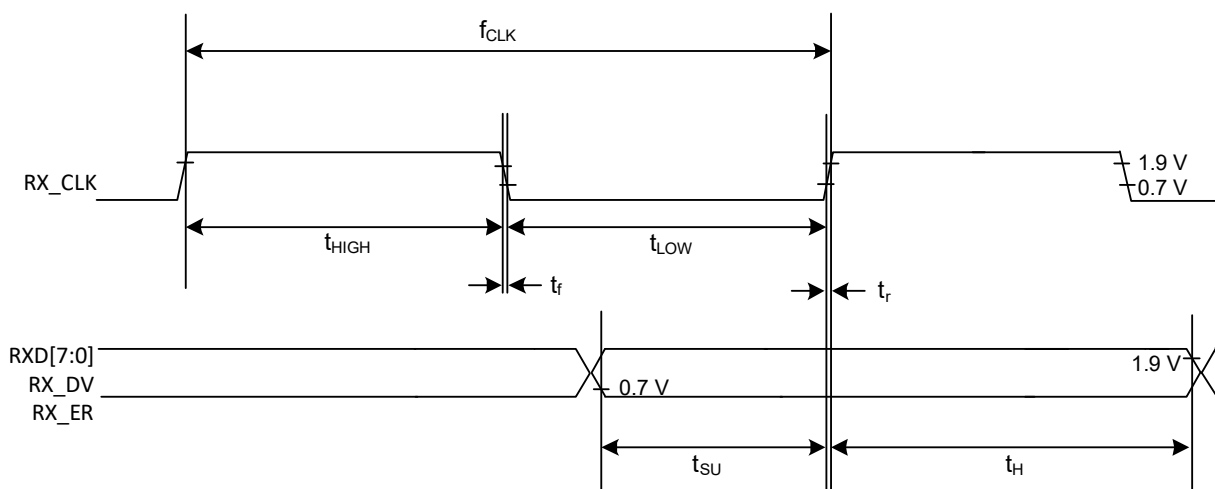 fCLK
RX_CLK
1.9 V
0.7 V
tHIGH
tLOW
tf
tr
RXD[7:0]
RX_DV
RX_ER
0.7 V
1.9 V
tSU
tH